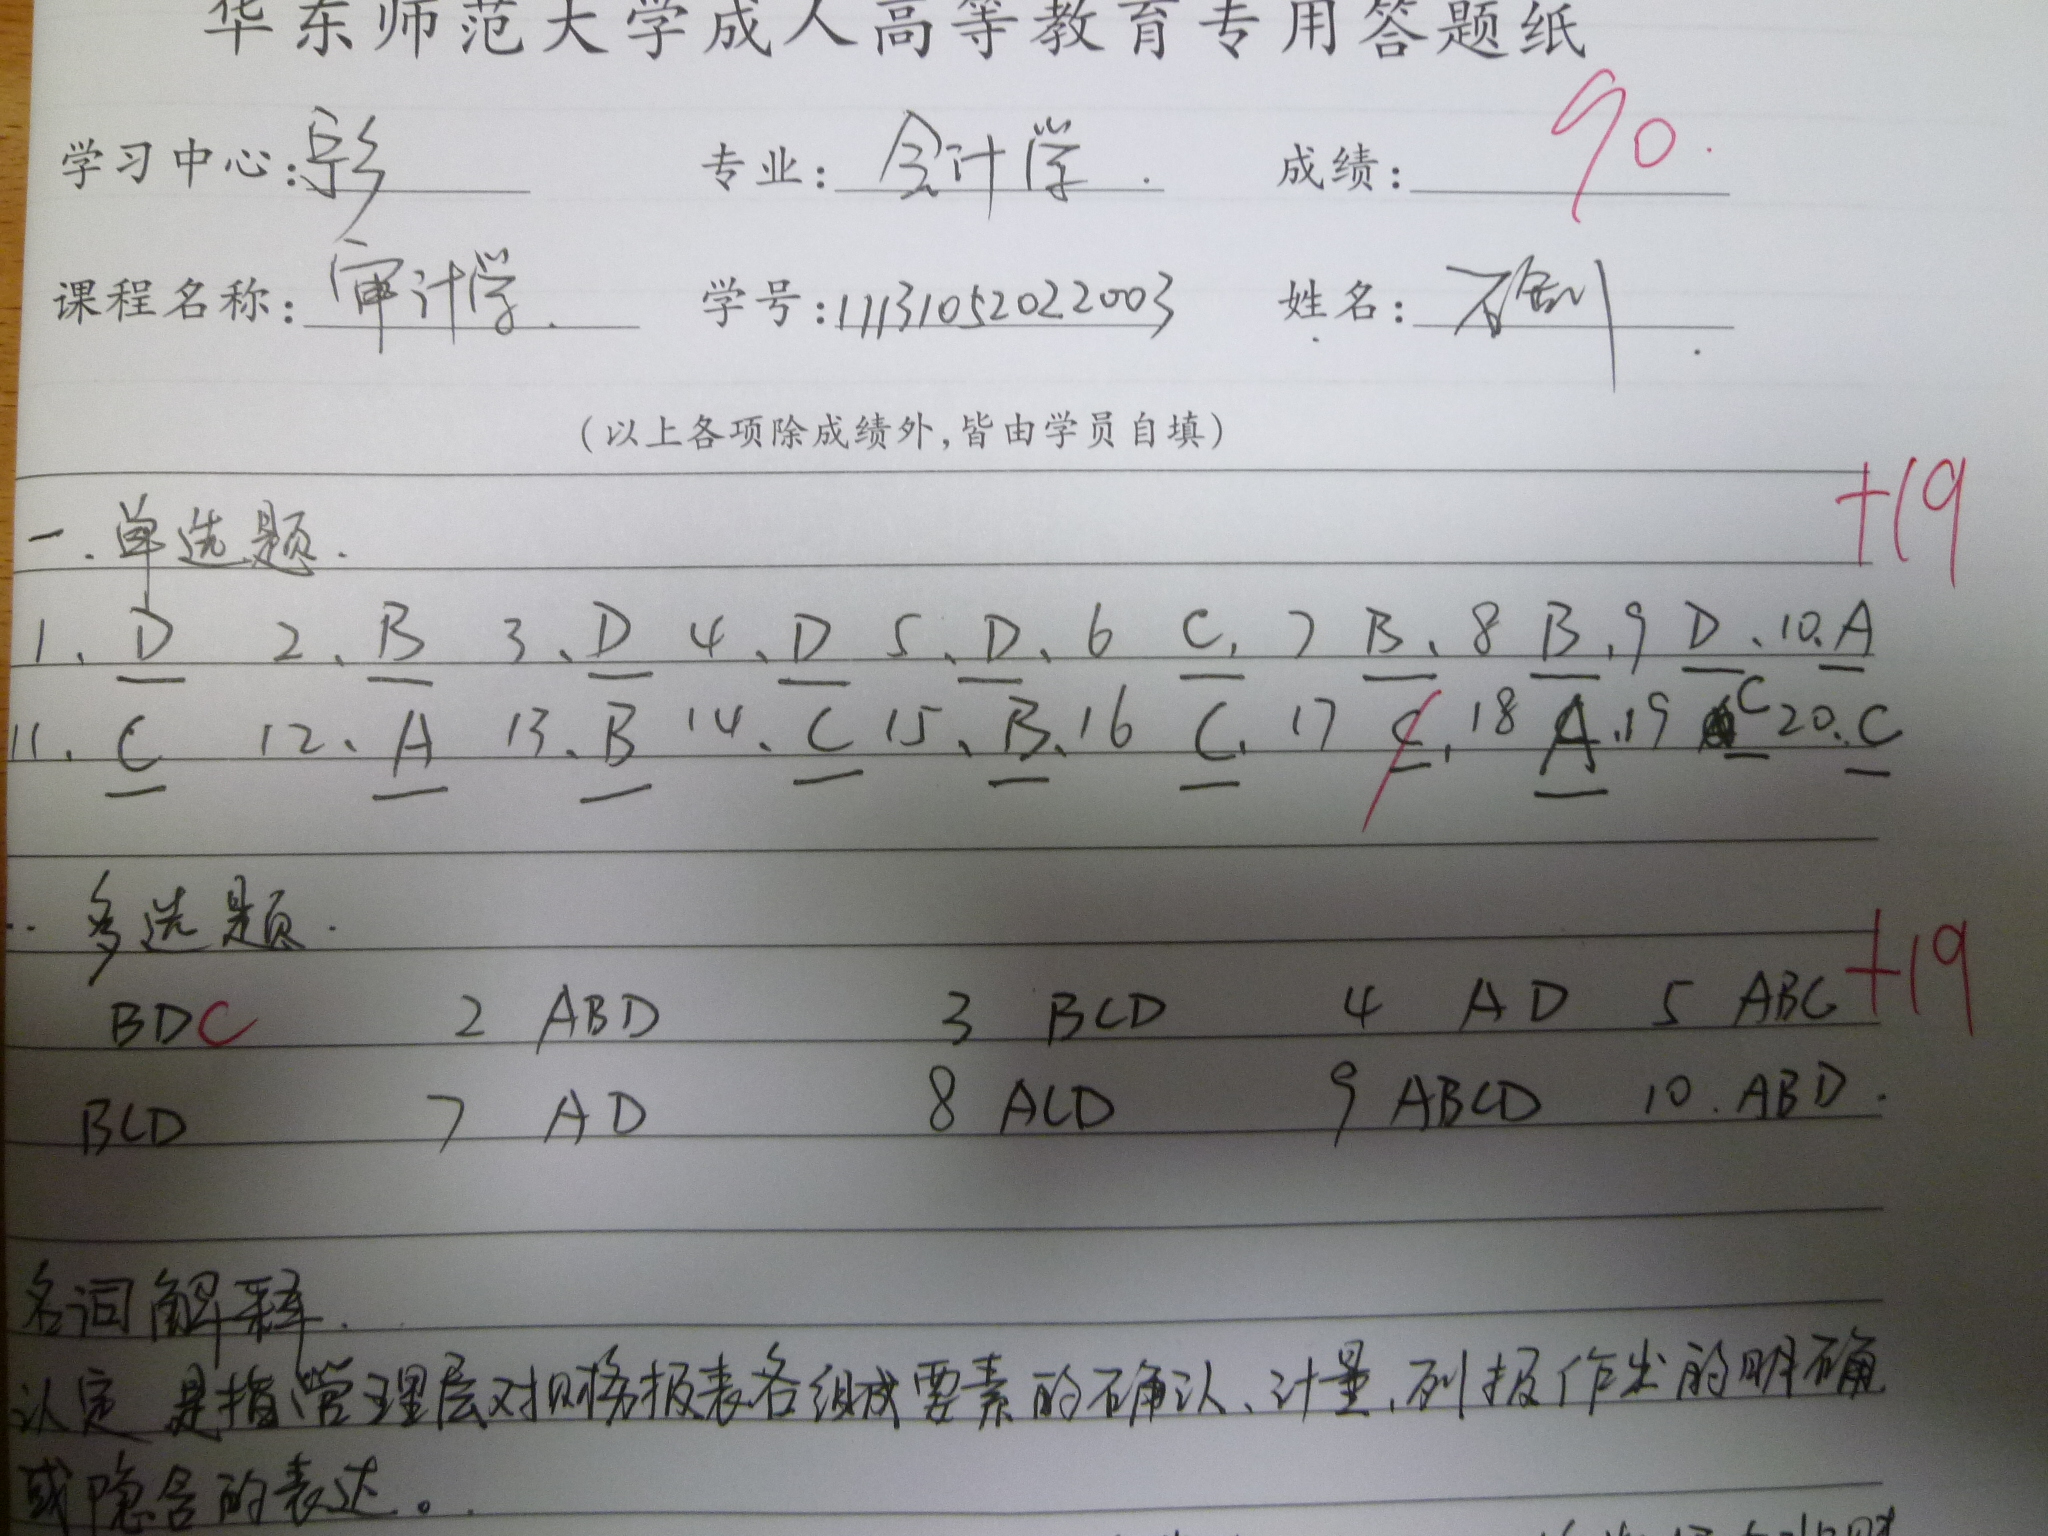 华东师范大学成人高等教育专用答题纸
学习中心: 专业: 会计学 成绩: 90.
课程名称: 审计学. 学号: 11131052022003 姓名: 石剑
(以上各项除成绩外,皆由学员自填)
+19
一. 单选题.
1、D 2、B 3、D 4、D 5、D、6 C、7 B、8 B、9 D、10、A
11、C 12、A 13、B 14、C 15、B、16 C、17 C、18 A、19 C 20、C
多选题. +19
BDC 2 ABD 3 BCD 4 AD 5 ABC
BCD 7 AD 8 ACD 9 ABCD 10. ABD.
名词解释.
认定 是指管理层对财务报表各组成要素的确认、计量、列报作出的明确
或隐含的表达。